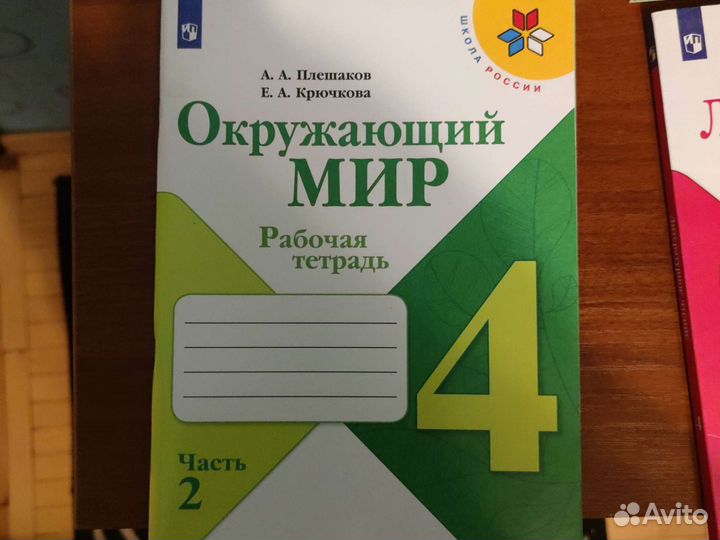 ШКОЛА РОССИИ
А. А. Плешаков
Е. А. Крючкова
Окружающий
МИР
Рабочая
тетрадь
4
Часть
2
Л
Avito